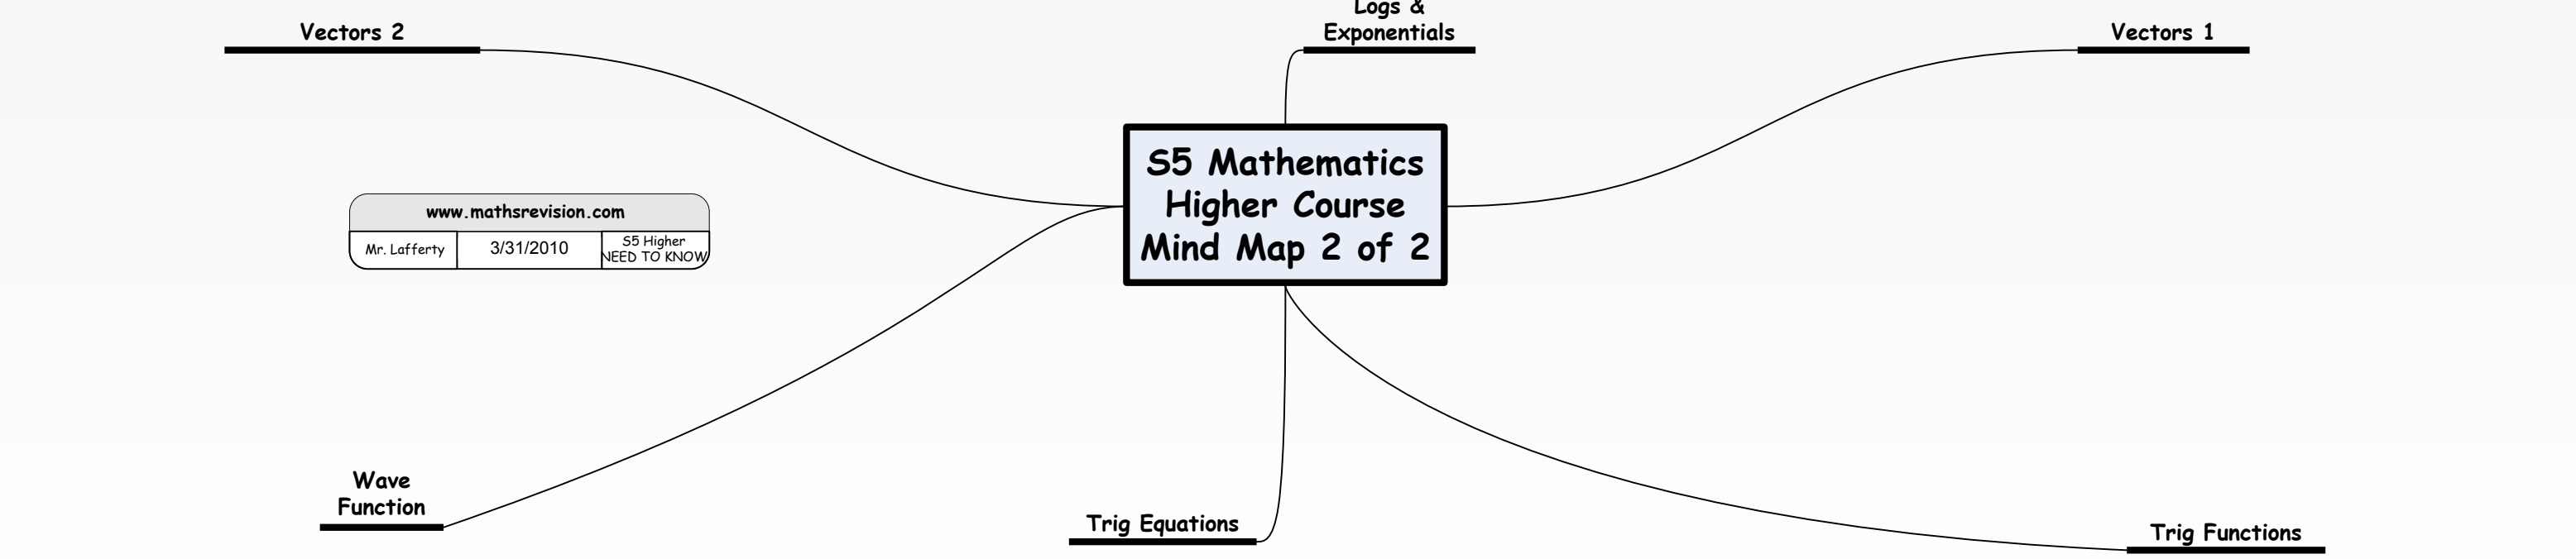 Logs &
Exponentials
Vectors 2
Vectors 1
S5 Mathematics
Higher Course
Mind Map 2 of 2
www.mathsrevision.com
Mr. Lafferty
3/31/2010
S5 Higher
NEED TO KNOW
Wave
Function
Trig Equations
Trig Functions